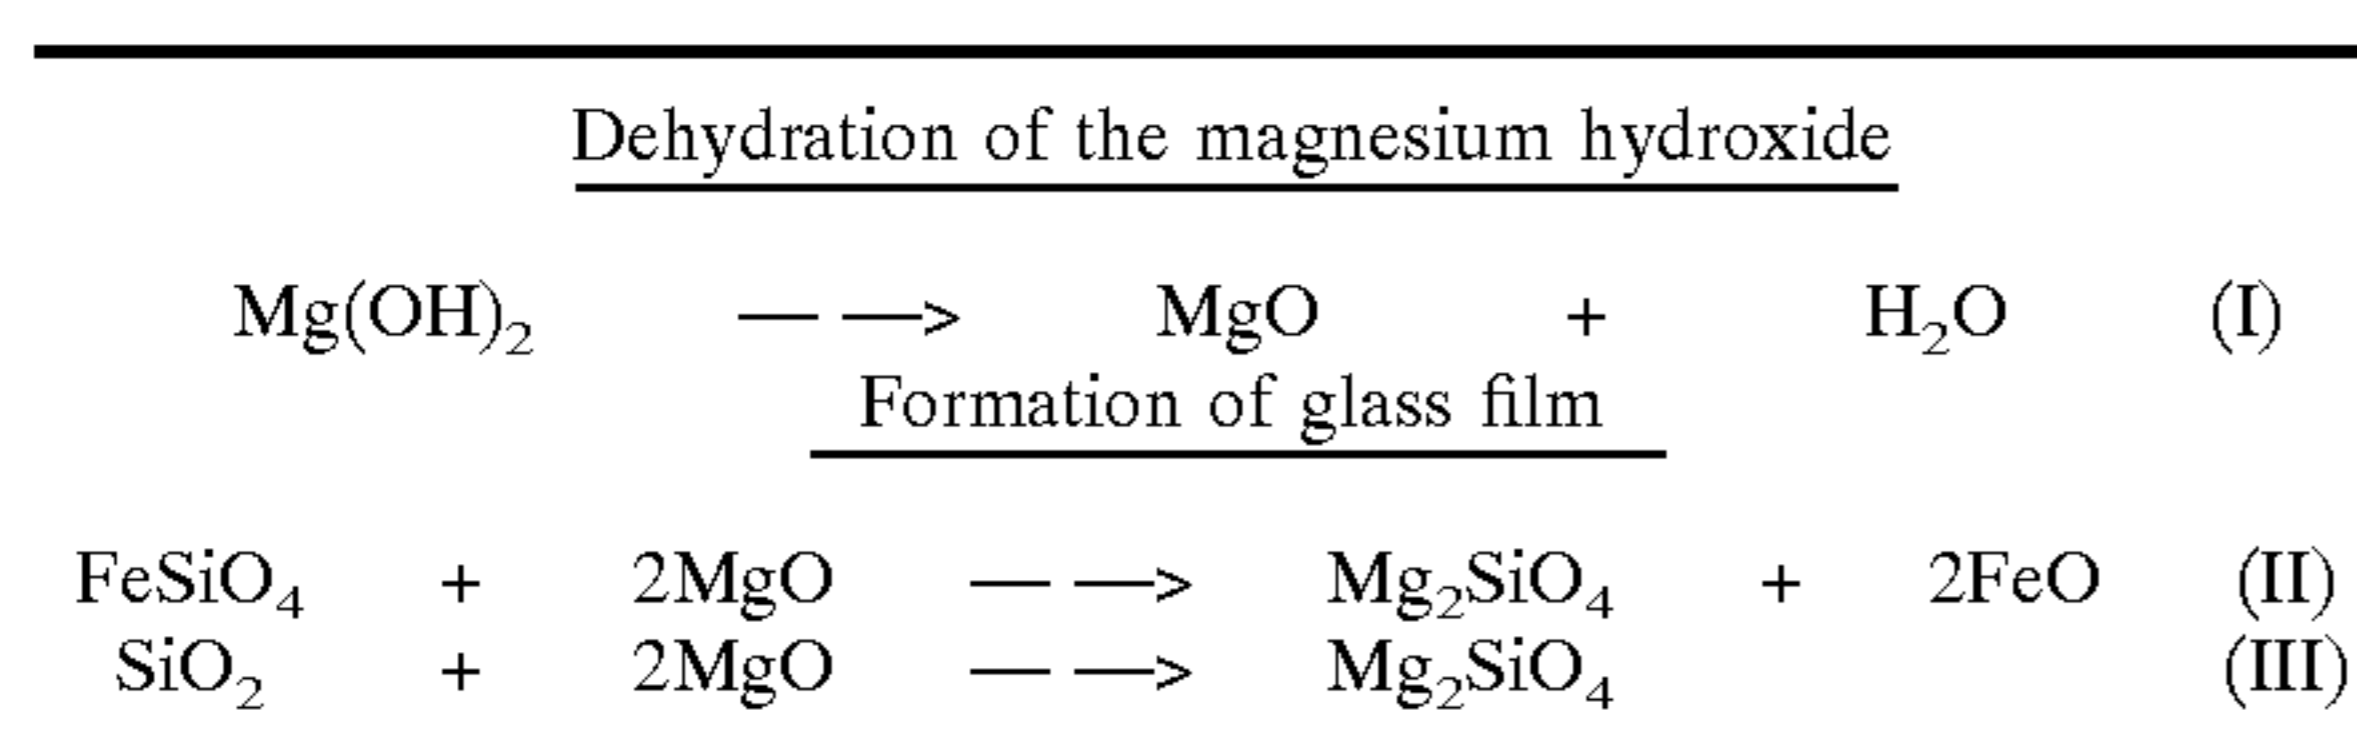 Dehydration of the magnesium hydroxide
Mg(OH)₂ — —> MgO + H₂O (I)
Formation of glass film
FeSiO₄ + 2MgO — —> Mg₂SiO₄ + 2FeO (II)
SiO₂ + 2MgO — —> Mg₂SiO₄ (III)